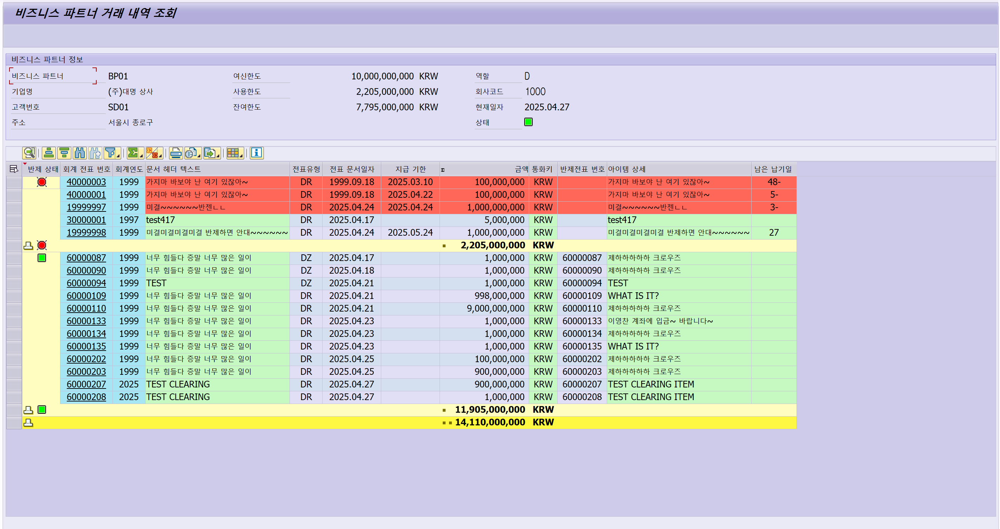 비즈니스 파트너 거래 내역 조회
비즈니스 파트너 정보
비즈니스 파트너 BP01 여신한도 10,000,000,000 KRW 역할 D
기업명 (주)대명 상사 사용한도 2,205,000,000 KRW 회사코드 1000
고객번호 SD01 잔여한도 7,795,000,000 KRW 현재일자 2025.04.27
주소 서울시 종로구 상태
반제 상태 회계 전표 번호 회계연도 문서 헤더 텍스트 전표유형 전표 문서일자 지급 기한 Σ 금액 통화키 반제전표 번호 아이템 상세 남은 납기일
40000003 1999 가지마 바보야 난 여기 있잖아~ DR 1999.09.18 2025.03.10 100,000,000 KRW 가지마 바보야 난 여기 있잖아~ 48-
40000001 1999 가지마 바보야 난 여기 있잖아~ DR 1999.09.18 2025.04.22 100,000,000 KRW 가지마 바보야 난 여기 있잖아~ 5-
19999997 1999 미결~~~~~~반젠ㄴㄴ DR 2025.04.24 2025.04.24 1,000,000,000 KRW 미결~~~~~~반젠ㄴㄴ 3-
30000001 1997 test417 DR 2025.04.17 5,000,000 KRW test417
19999998 1999 미결미결미결미결 반제하면 안대~~~~~~ DR 2025.04.24 2025.05.24 1,000,000,000 KRW 미결미결미결미결 반제하면 안대~~~~~~ 27
2,205,000,000 KRW
60000087 1999 너무 힘들다 증말 너무 많은 일이 DZ 2025.04.17 1,000,000 KRW 60000087 제하하하하하 크로우즈
60000090 1999 너무 힘들다 증말 너무 많은 일이 DZ 2025.04.18 1,000,000 KRW 60000090 제하하하하하 크로우즈
60000094 1999 TEST DZ 2025.04.21 1,000,000 KRW 60000094 TEST
60000109 1999 너무 힘들다 증말 너무 많은 일이 DR 2025.04.21 998,000,000 KRW 60000109 WHAT IS IT?
60000110 1999 너무 힘들다 증말 너무 많은 일이 DR 2025.04.21 9,000,000,000 KRW 60000110 제하하하하하 크로우즈
60000133 1999 너무 힘들다 증말 너무 많은 일이 DR 2025.04.23 1,000,000 KRW 60000133 이영찬 계좌에 입금~ 바랍니다~
60000134 1999 너무 힘들다 증말 너무 많은 일이 DR 2025.04.23 1,000,000 KRW 60000134 제하하하하하 크로우즈
60000135 1999 너무 힘들다 증말 너무 많은 일이 DR 2025.04.23 1,000,000 KRW 60000135 WHAT IS IT?
60000202 1999 너무 힘들다 증말 너무 많은 일이 DR 2025.04.25 100,000,000 KRW 60000202 제하하하하하 크로우즈
60000203 1999 너무 힘들다 증말 너무 많은 일이 DR 2025.04.25 900,000,000 KRW 60000203 제하하하하하 크로우즈
60000207 2025 TEST CLEARING DR 2025.04.27 900,000,000 KRW 60000207 TEST CLEARING ITEM
60000208 2025 TEST CLEARING DR 2025.04.27 1,000,000 KRW 60000208 TEST CLEARING ITEM
11,905,000,000 KRW
14,110,000,000 KRW